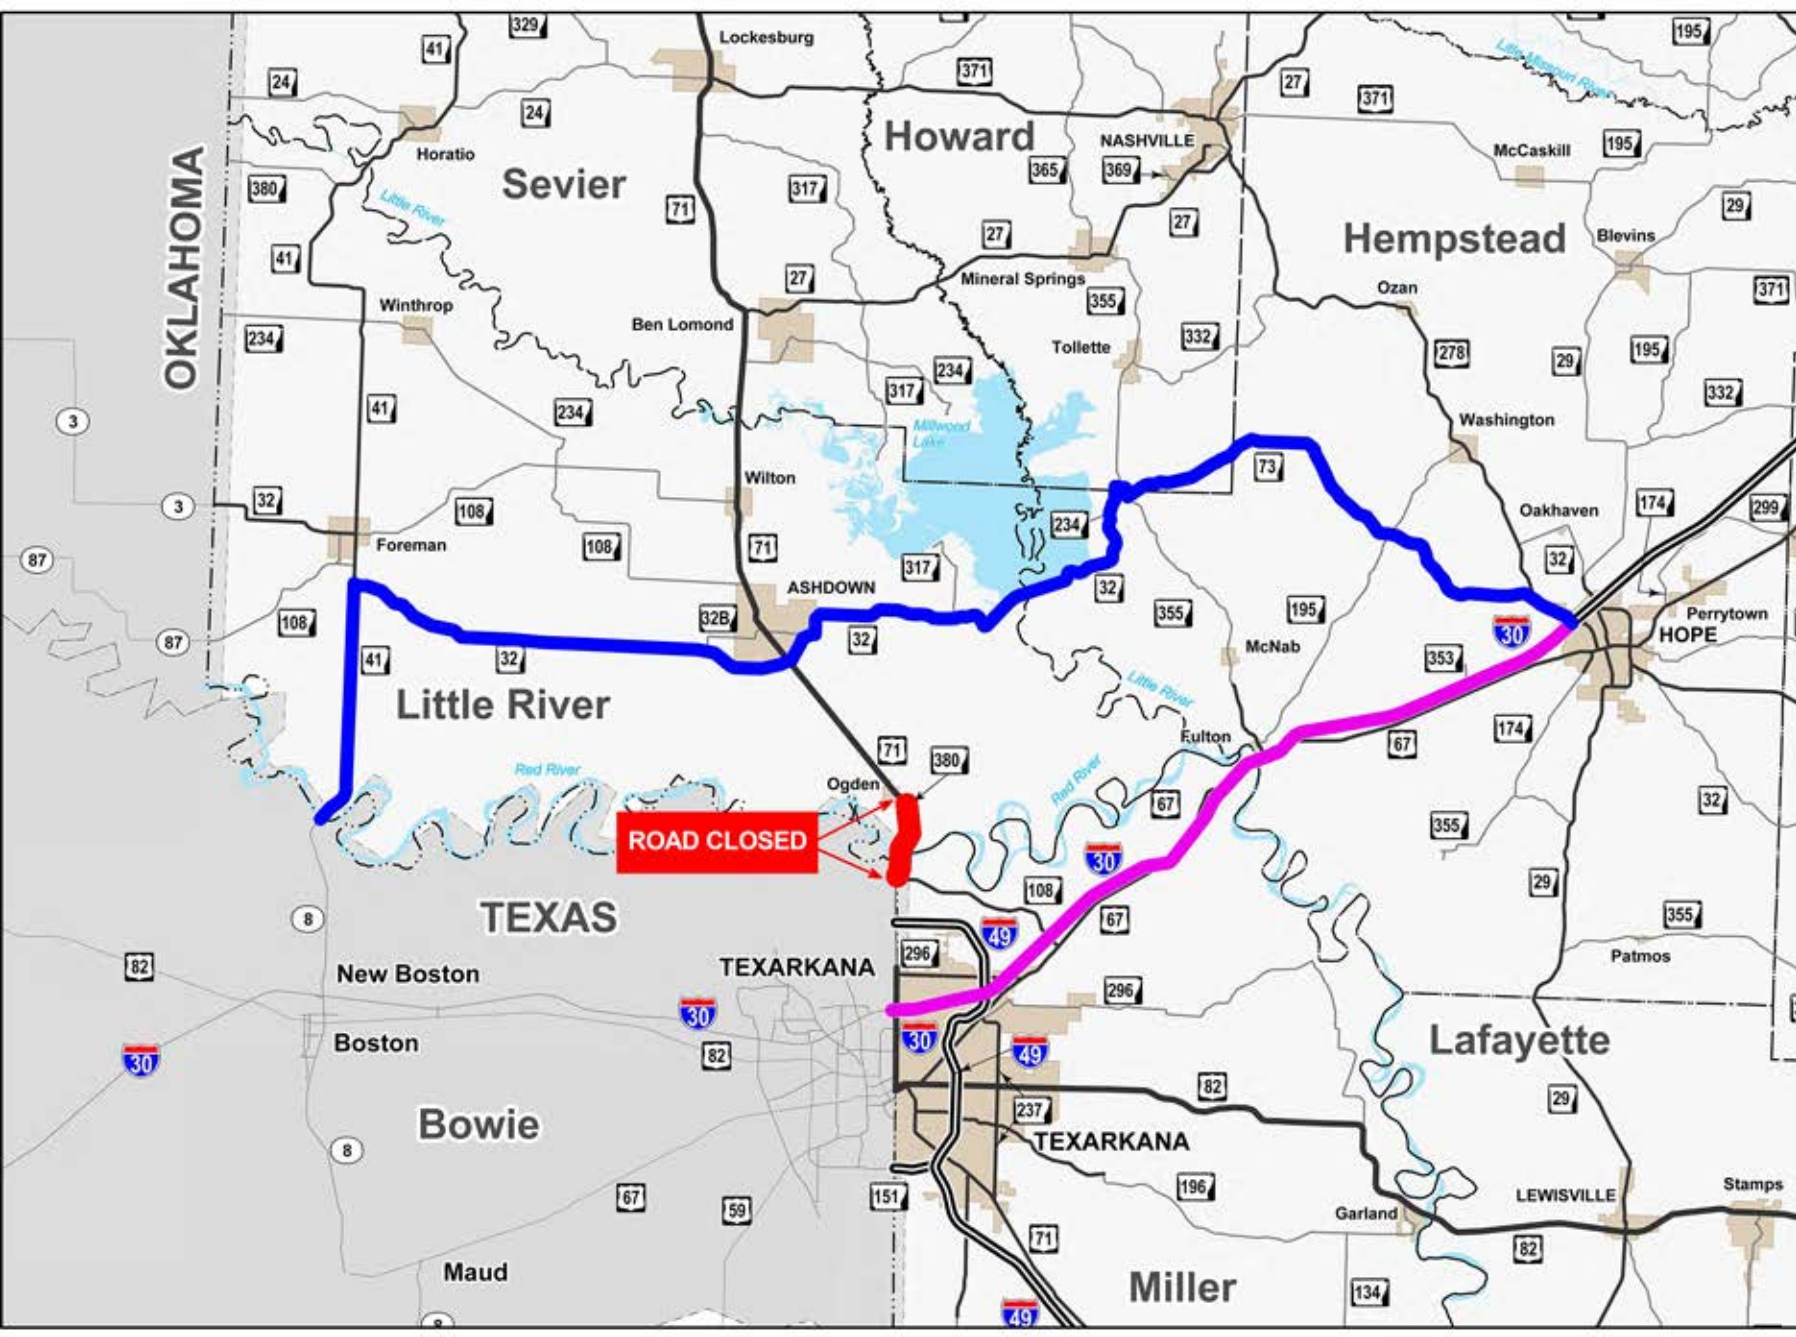 329
Lockesburg
41
195
Little Missouri River
24
371
27
371
24
Howard
NASHVILLE
195
McCaskill
Horatio
OKLAHOMA
Sevier
365
369
380
317
29
Little River
71
27
27
Hempstead
Blevins
41
27
Mineral Springs
Ozan
371
Winthrop
355
Ben Lomond
234
332
Tollette
278
29
195
234
317
332
41
234
3
Millwood
Lake
Washington
73
Wilton
32
3
108
234
Oakhaven
174
299
108
71
Foreman
87
317
32
ASHDOWN
32
108
32B
355
195
Perrytown
30
HOPE
87
32
McNab
41
32
353
Little River
Little River
174
Fulton
71
67
380
Red River
Ogden
Red River
67
32
ROAD CLOSED
355
30
108
29
8
TEXAS
67
355
49
296
Patmos
82
New Boston
TEXARKANA
296
30
30
Boston
Lafayette
30
82
49
82
29
Bowie
237
TEXARKANA
8
196
Stamps
67
59
151
LEWISVILLE
Garland
71
82
Maud
Miller
134
49
8